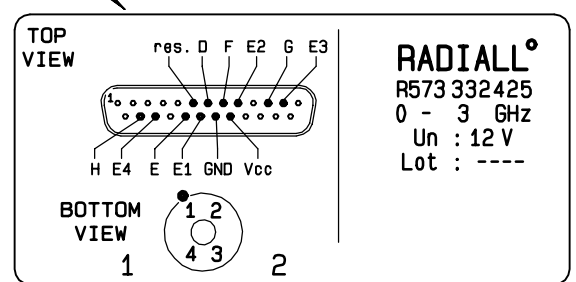 TOP
VIEW
res. D F E2 G E3
1
H E4 E E1 GND Vcc
BOTTOM
VIEW
1 2
4 3
1 2
RADIALL°
R573 332425
0 - 3 GHz
Un : 12 V
Lot : ----